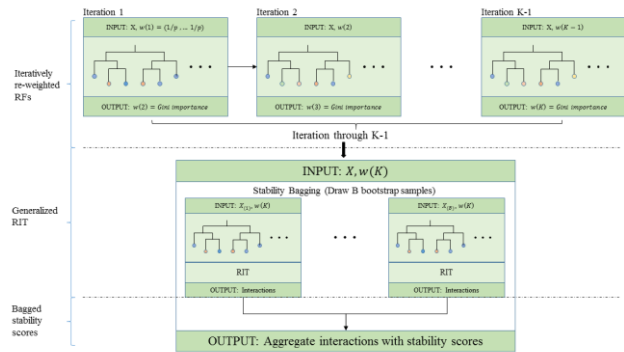 Iteration 1
Iteration 2
Iteration K-1
INPUT: X, w(1) = (1/p ... 1/p)
INPUT: X, w(2)
INPUT: X, w(K − 1)
Iteratively
re-weighted
RFs
OUTPUT: w(2) = Gini importance
OUTPUT: w(3) = Gini importance
OUTPUT: w(K) = Gini importance
Iteration through K-1
INPUT: X, w(K)
Stability Bagging (Draw B bootstrap samples)
INPUT: X(1), w(K)
INPUT: X(B), w(K)
Generalized
RIT
RIT
RIT
OUTPUT: Interactions
OUTPUT: Interactions
Bagged
stability
scores
OUTPUT: Aggregate interactions with stability scores